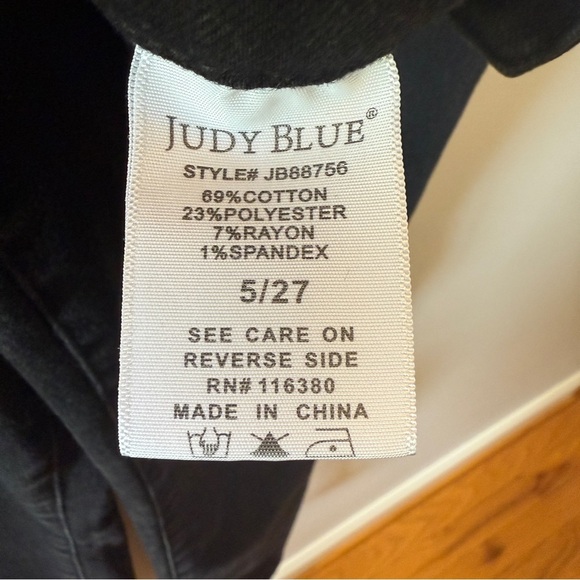 JUDY BLUE®
STYLE# JB88756
69%COTTON
23%POLYESTER
7%RAYON
1%SPANDEX
5/27
SEE CARE ON
REVERSE SIDE
RN# 116380
MADE IN CHINA